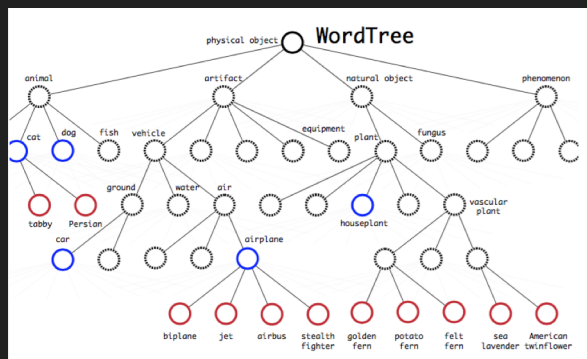 WordTree
physical object
animal
artifact
natural object
phenomenon
cat
dog
fish
vehicle
equipment
plant
fungus
ground
water
air
houseplant
vascular
plant
tabby
Persian
car
airplane
biplane
jet
airbus
stealth
fighter
golden
fern
potato
fern
felt
fern
sea
lavender
American
twinflower